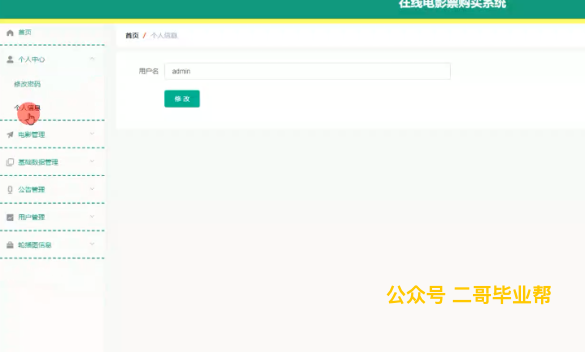 在线电影票购买系统
首页
首页 / 个人信息
个人中心
用户名 admin
修改密码
修 改
个人信息
电影管理
基础数据管理
公告管理
用户管理
轮播图信息
公众号 二哥毕业帮